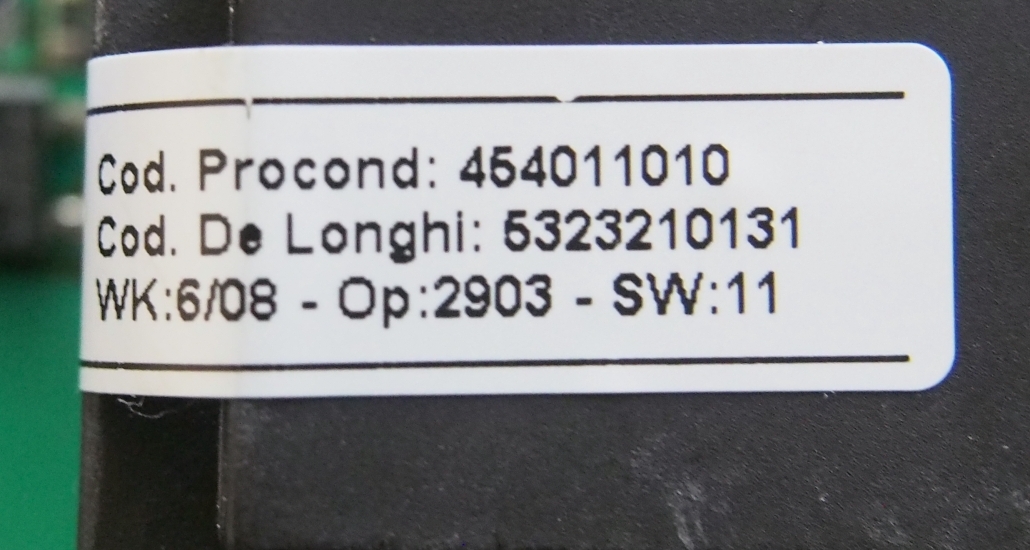 Cod. Procond: 454011010
Cod. De Longhi: 5323210131
WK:6/08 - Op:2903 - SW:11